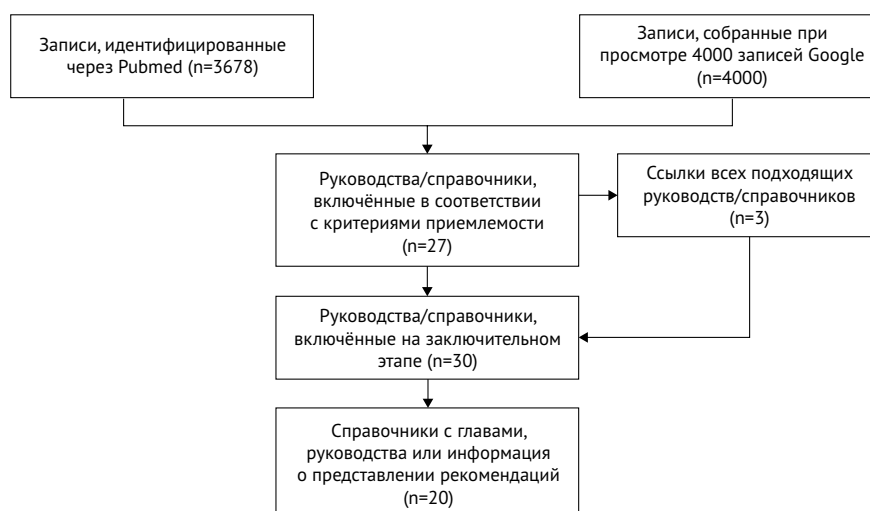 Записи, идентифицированные
через Pubmed (n=3678)
Записи, собранные при
просмотре 4000 записей Google
(n=4000)
Руководства/справочники,
включённые в соответствии
с критериями приемлемости
(n=27)
Ссылки всех подходящих
руководств/справочников
(n=3)
Руководства/справочники,
включённые на заключительном
этапе (n=30)
Справочники с главами,
руководства или информация
о представлении рекомендаций
(n=20)